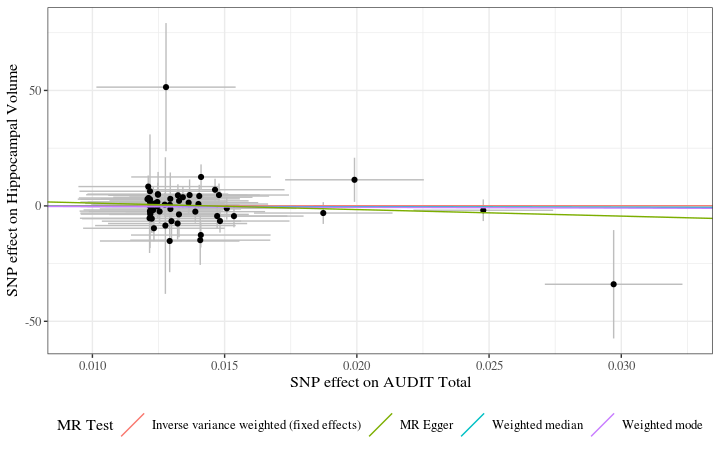 SNP effect on Hippocampal Volume
50
0
-50
0.010 0.015 0.020 0.025 0.030
SNP effect on AUDIT Total
MR Test Inverse variance weighted (fixed effects) MR Egger Weighted median Weighted mode